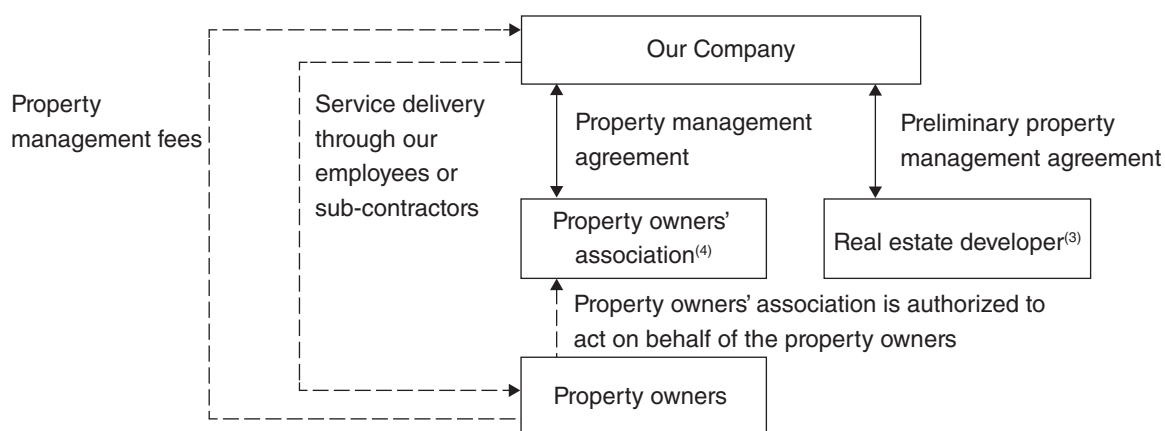 Our Company
Property
management fees
Service delivery
through our
employees or
sub-contractors
Property management
agreement
Preliminary property
management agreement
Property owners’
association(4)
Real estate developer(3)
Property owners’ association is authorized to
act on behalf of the property owners
Property owners